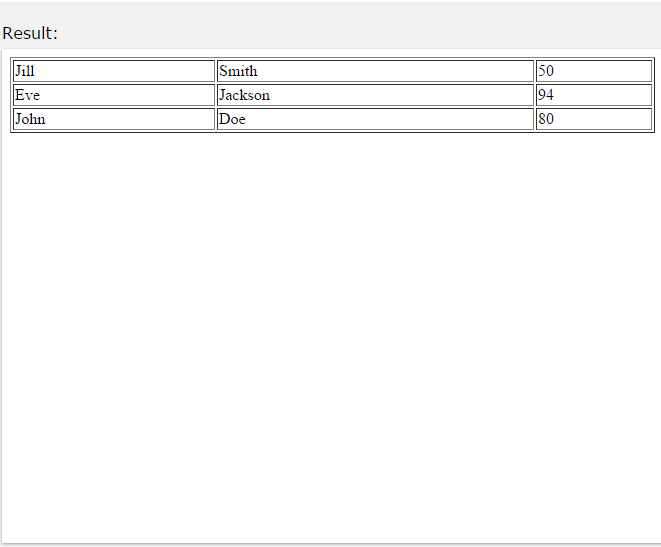 Result:
Jill Smith 50
Eve Jackson 94
John Doe 80